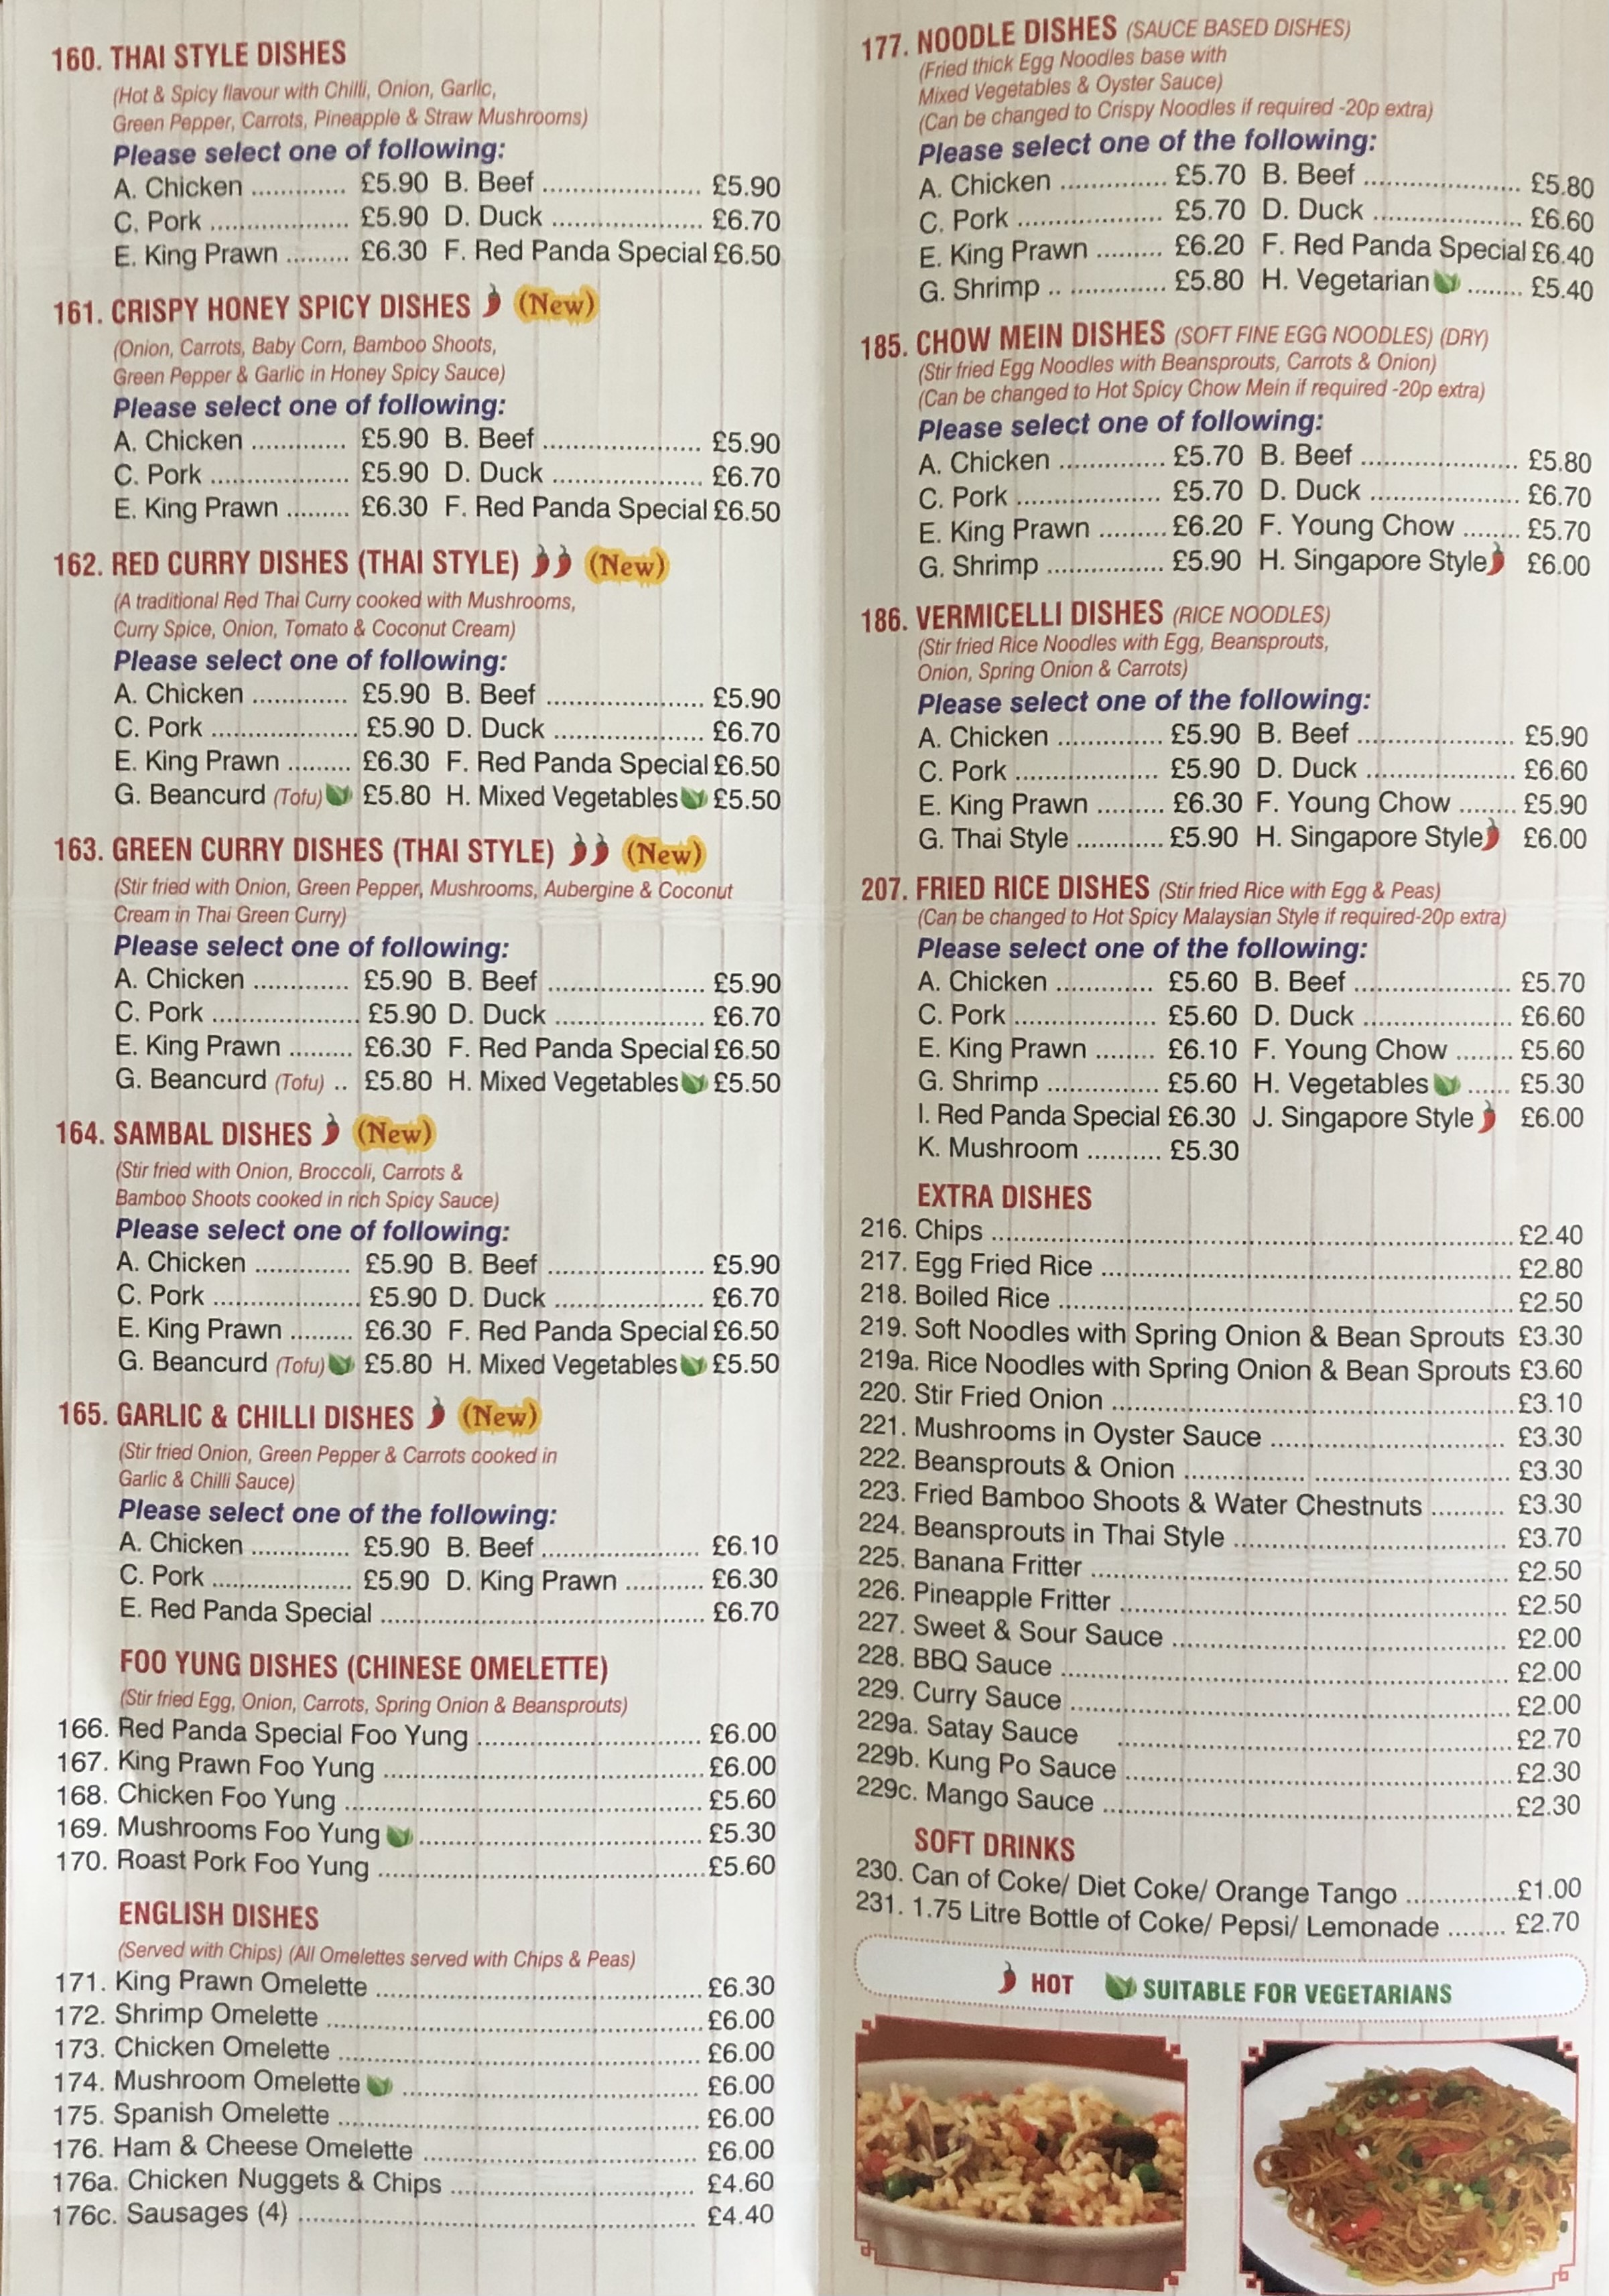 160. THAI STYLE DISHES
(Hot & Spicy flavour with Chilli, Onion, Garlic,
Green Pepper, Carrots, Pineapple & Straw Mushrooms)
Please select one of following:
A. Chicken ............. £5.90 B. Beef ...................... £5.90
C. Pork ................... £5.90 D. Duck ..................... £6.70
E. King Prawn ......... £6.30 F. Red Panda Special £6.50
161. CRISPY HONEY SPICY DISHES (New)
(Onion, Carrots, Baby Corn, Bamboo Shoots,
Green Pepper & Garlic in Honey Spicy Sauce)
Please select one of following:
A. Chicken ............. £5.90 B. Beef ...................... £5.90
C. Pork ................... £5.90 D. Duck ..................... £6.70
E. King Prawn ......... £6.30 F. Red Panda Special £6.50
162. RED CURRY DISHES (THAI STYLE) (New)
(A traditional Red Thai Curry cooked with Mushrooms,
Curry Spice, Onion, Tomato & Coconut Cream)
Please select one of following:
A. Chicken ............. £5.90 B. Beef ...................... £5.90
C. Pork .................... £5.90 D. Duck ..................... £6.70
E. King Prawn ......... £6.30 F. Red Panda Special £6.50
G. Beancurd (Tofu) £5.80 H. Mixed Vegetables £5.50
163. GREEN CURRY DISHES (THAI STYLE) (New)
(Stir fried with Onion, Green Pepper, Mushrooms, Aubergine & Coconut
Cream in Thai Green Curry)
Please select one of following:
A. Chicken ............. £5.90 B. Beef ...................... £5.90
C. Pork .................... £5.90 D. Duck ..................... £6.70
E. King Prawn ......... £6.30 F. Red Panda Special £6.50
G. Beancurd (Tofu) .. £5.80 H. Mixed Vegetables £5.50
164. SAMBAL DISHES (New)
(Stir fried with Onion, Broccoli, Carrots &
Bamboo Shoots cooked in rich Spicy Sauce)
Please select one of following:
A. Chicken ............. £5.90 B. Beef ...................... £5.90
C. Pork .................... £5.90 D. Duck ..................... £6.70
E. King Prawn ......... £6.30 F. Red Panda Special £6.50
G. Beancurd (Tofu) £5.80 H. Mixed Vegetables £5.50
165. GARLIC & CHILLI DISHES (New)
(Stir fried Onion, Green Pepper & Carrots cooked in
Garlic & Chilli Sauce)
Please select one of the following:
A. Chicken .............. £5.90 B. Beef ...................... £6.10
C. Pork ................... £5.90 D. King Prawn ........... £6.30
E. Red Panda Special ............................................. £6.70
FOO YUNG DISHES (CHINESE OMELETTE)
(Stir fried Egg, Onion, Carrots, Spring Onion & Beansprouts)
166. Red Panda Special Foo Yung ............................... £6.00
167. King Prawn Foo Yung ............................................ £6.00
168. Chicken Foo Yung .................................................. £5.60
169. Mushrooms Foo Yung ....................................... £5.30
170. Roast Pork Foo Yung ............................................. £5.60
ENGLISH DISHES
(Served with Chips) (All Omelettes served with Chips & Peas)
171. King Prawn Omelette ............................................. £6.30
172. Shrimp Omelette .................................................... £6.00
173. Chicken Omelette .................................................. £6.00
174. Mushroom Omelette ......................................... £6.00
175. Spanish Omelette .................................................. £6.00
176. Ham & Cheese Omelette ...................................... £6.00
176a. Chicken Nuggets & Chips .................................. £4.60
176c. Sausages (4) ....................................................... £4.40
177. NOODLE DISHES (SAUCE BASED DISHES)
(Fried thick Egg Noodles base with
Mixed Vegetables & Oyster Sauce)
(Can be changed to Crispy Noodles if required -20p extra)
Please select one of the following:
A. Chicken ............... £5.70 B. Beef ...................... £5.80
C. Pork .................... £5.70 D. Duck ..................... £6.60
E. King Prawn ......... £6.20 F. Red Panda Special £6.40
G. Shrimp .. ............. £5.80 H. Vegetarian ........ £5.40
185. CHOW MEIN DISHES (SOFT FINE EGG NOODLES) (DRY)
(Stir fried Egg Noodles with Beansprouts, Carrots & Onion)
(Can be changed to Hot Spicy Chow Mein if required -20p extra)
Please select one of following:
A. Chicken ............... £5.70 B. Beef ...................... £5.80
C. Pork .................... £5.70 D. Duck ..................... £6.70
E. King Prawn ......... £6.20 F. Young Chow ........ £5.70
G. Shrimp ................ £5.90 H. Singapore Style £6.00
186. VERMICELLI DISHES (RICE NOODLES)
(Stir fried Rice Noodles with Egg, Beansprouts,
Onion, Spring Onion & Carrots)
Please select one of the following:
A. Chicken .............. £5.90 B. Beef ...................... £5.90
C. Pork .................... £5.90 D. Duck ..................... £6.60
E. King Prawn ......... £6.30 F. Young Chow ........ £5.90
G. Thai Style ............ £5.90 H. Singapore Style £6.00
207. FRIED RICE DISHES (Stir fried Rice with Egg & Peas)
(Can be changed to Hot Spicy Malaysian Style if required-20p extra)
Please select one of the following:
A. Chicken ............. £5.60 B. Beef ...................... £5.70
C. Pork .................... £5.60 D. Duck ..................... £6.60
E. King Prawn ........ £6.10 F. Young Chow ........ £5.60
G. Shrimp ............... £5.60 H. Vegetables ...... £5.30
I. Red Panda Special £6.30 J. Singapore Style £6.00
K. Mushroom .......... £5.30
EXTRA DISHES
216. Chips ........................................................................ £2.40
217. Egg Fried Rice ......................................................... £2.80
218. Boiled Rice ............................................................... £2.50
219. Soft Noodles with Spring Onion & Bean Sprouts £3.30
219a. Rice Noodles with Spring Onion & Bean Sprouts £3.60
220. Stir Fried Onion ........................................................ £3.10
221. Mushrooms in Oyster Sauce ................................. £3.30
222. Beansprouts & Onion ................. ........................... £3.30
223. Fried Bamboo Shoots & Water Chestnuts .......... £3.30
224. Beansprouts in Thai Style ...................................... £3.70
225. Banana Fritter .......................................................... £2.50
226. Pineapple Fritter ...................................................... £2.50
227. Sweet & Sour Sauce .............................................. £2.00
228. BBQ Sauce .............................................................. £2.00
229. Curry Sauce ............................................................. £2.00
229a. Satay Sauce ....................................................... £2.70
229b. Kung Po Sauce ...................................................... £2.30
229c. Mango Sauce ......................................................... £2.30
SOFT DRINKS
230. Can of Coke/ Diet Coke/ Orange Tango ............... £1.00
231. 1.75 Litre Bottle of Coke/ Pepsi/ Lemonade ........ £2.70
HOT SUITABLE FOR VEGETARIANS